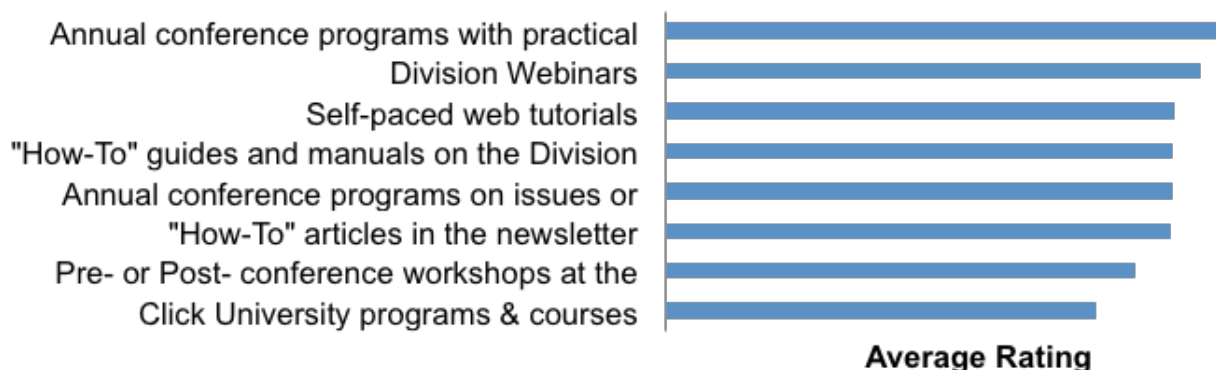 Annual conference programs with practical
Division Webinars
Self-paced web tutorials
"How-To" guides and manuals on the Division
Annual conference programs on issues or
"How-To" articles in the newsletter
Pre- or Post- conference workshops at the
Click University programs & courses
Average Rating